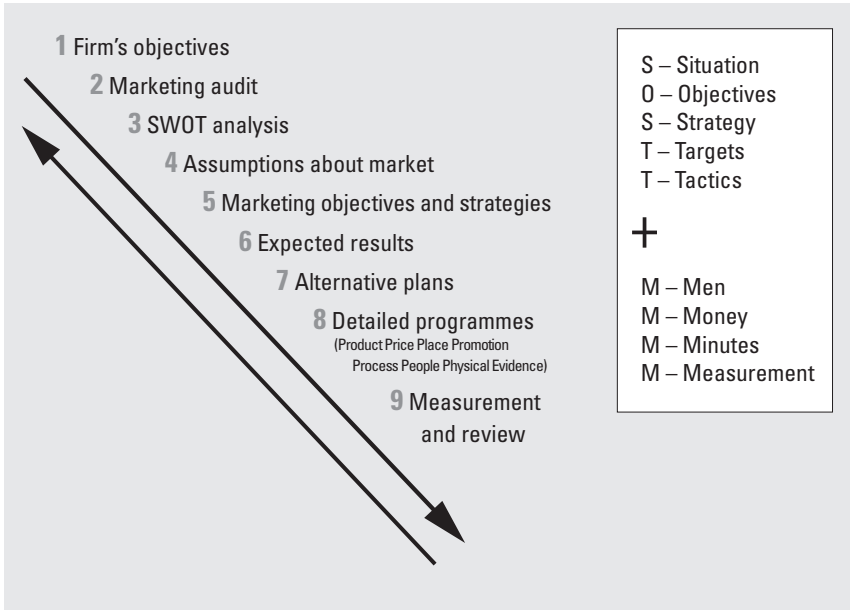 1 Firm’s objectives
2 Marketing audit
3 SWOT analysis
4 Assumptions about market
5 Marketing objectives and strategies
6 Expected results
7 Alternative plans
8 Detailed programmes
(Product Price Place Promotion
Process People Physical Evidence)
9 Measurement
and review
S – Situation
O – Objectives
S – Strategy
T – Targets
T – Tactics
+
M – Men
M – Money
M – Minutes
M – Measurement